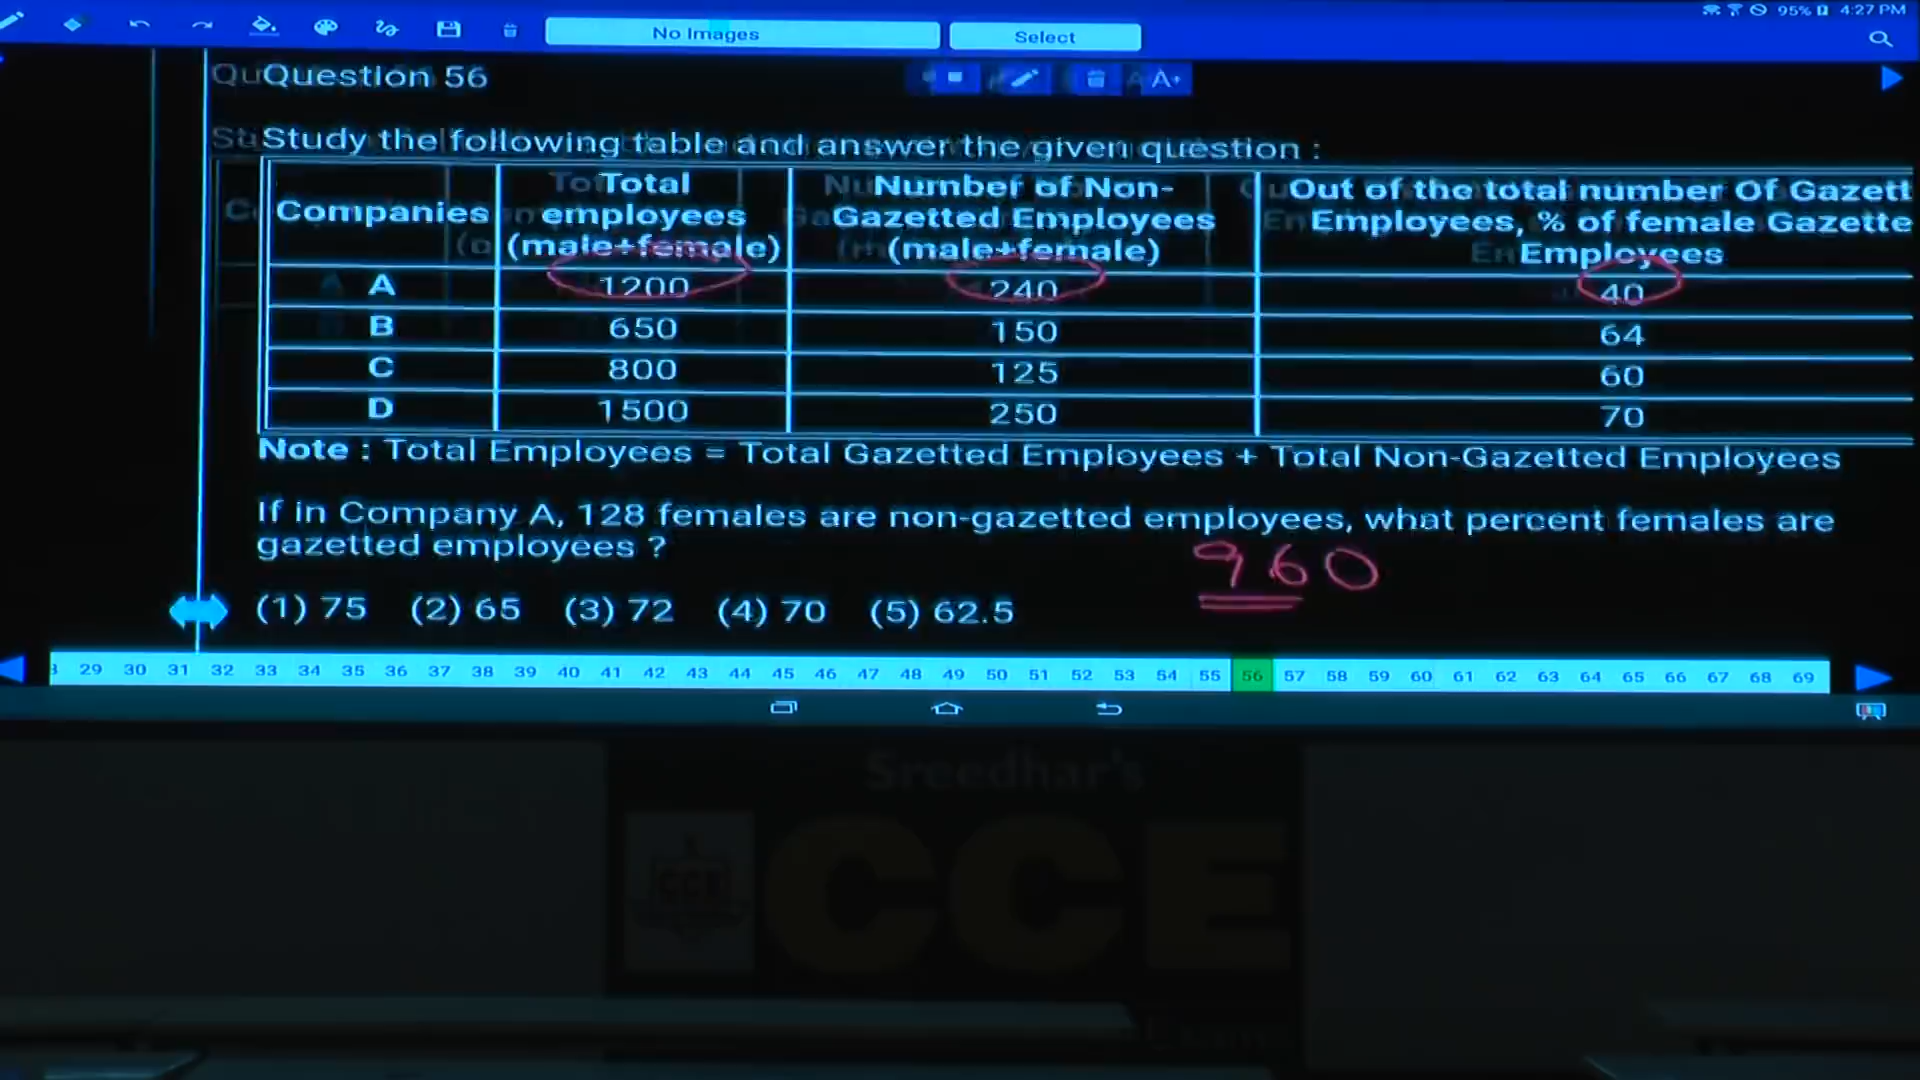 95% 4:27 PM
No Images
Select
Question 56
A+
Study the following table and answer the given question :
Companies
Total employees (male+female)
Number of Non-Gazetted Employees (male+female)
Out of the total number Of Gazett Employees, % of female Gazette Employees
A 1200 240 40
B 650 150 64
C 800 125 60
D 1500 250 70
Note : Total Employees = Total Gazetted Employees + Total Non-Gazetted Employees
If in Company A, 128 females are non-gazetted employees, what percent females are
gazetted employees ?
960
(1) 75 (2) 65 (3) 72 (4) 70 (5) 62.5
29 30 31 32 33 34 35 36 37 38 39 40 41 42 43 44 45 46 47 48 49 50 51 52 53 54 55 56 57 58 59 60 61 62 63 64 65 66 67 68 69
Sreedhar's
CCE
CCE